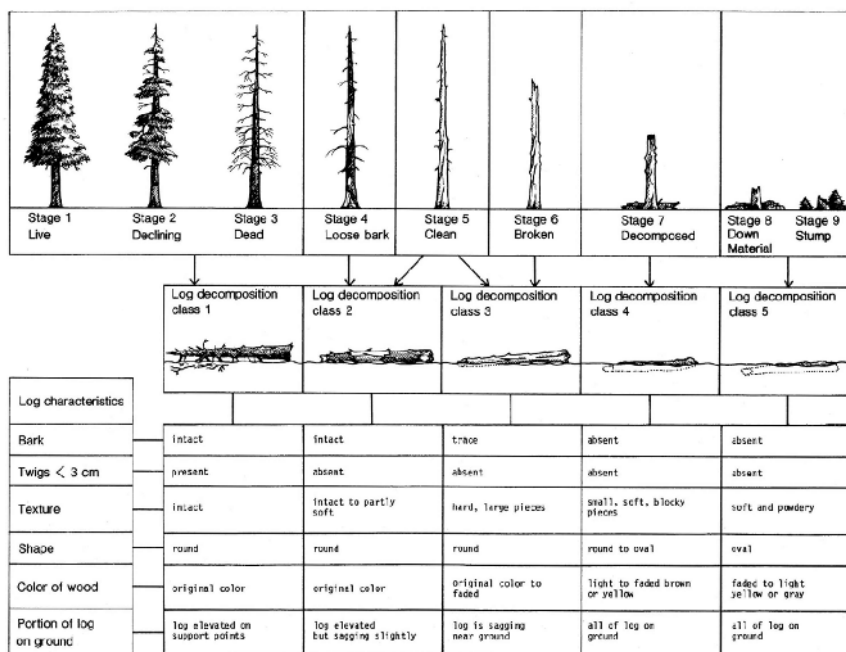 Stage 1
Live
Stage 2
Declining
Stage 3
Dead
Stage 4
Loose bark
Stage 5
Clean
Stage 6
Broken
Stage 7
Decomposed
Stage 8
Down
Material
Stage 9
Stump
Log decomposition
class 1
Log decomposition
class 2
Log decomposition
class 3
Log decomposition
class 4
Log decomposition
class 5
Log characteristics
Bark
intact
intact
trace
absent
absent
Twigs < 3 cm
present
absent
absent
absent
absent
Texture
intact
intact to partly
soft
hard, large pieces
small, soft, blocky
pieces
soft and powdery
Shape
round
round
round
round to oval
oval
Color of wood
original color
original color
original color to
faded
light to faded brown
or yellow
faded to light
yellow or gray
Portion of log
on ground
log elevated on
support points
log elevated
but sagging slightly
log is sagging
near ground
all of log on
ground
all of log on
ground